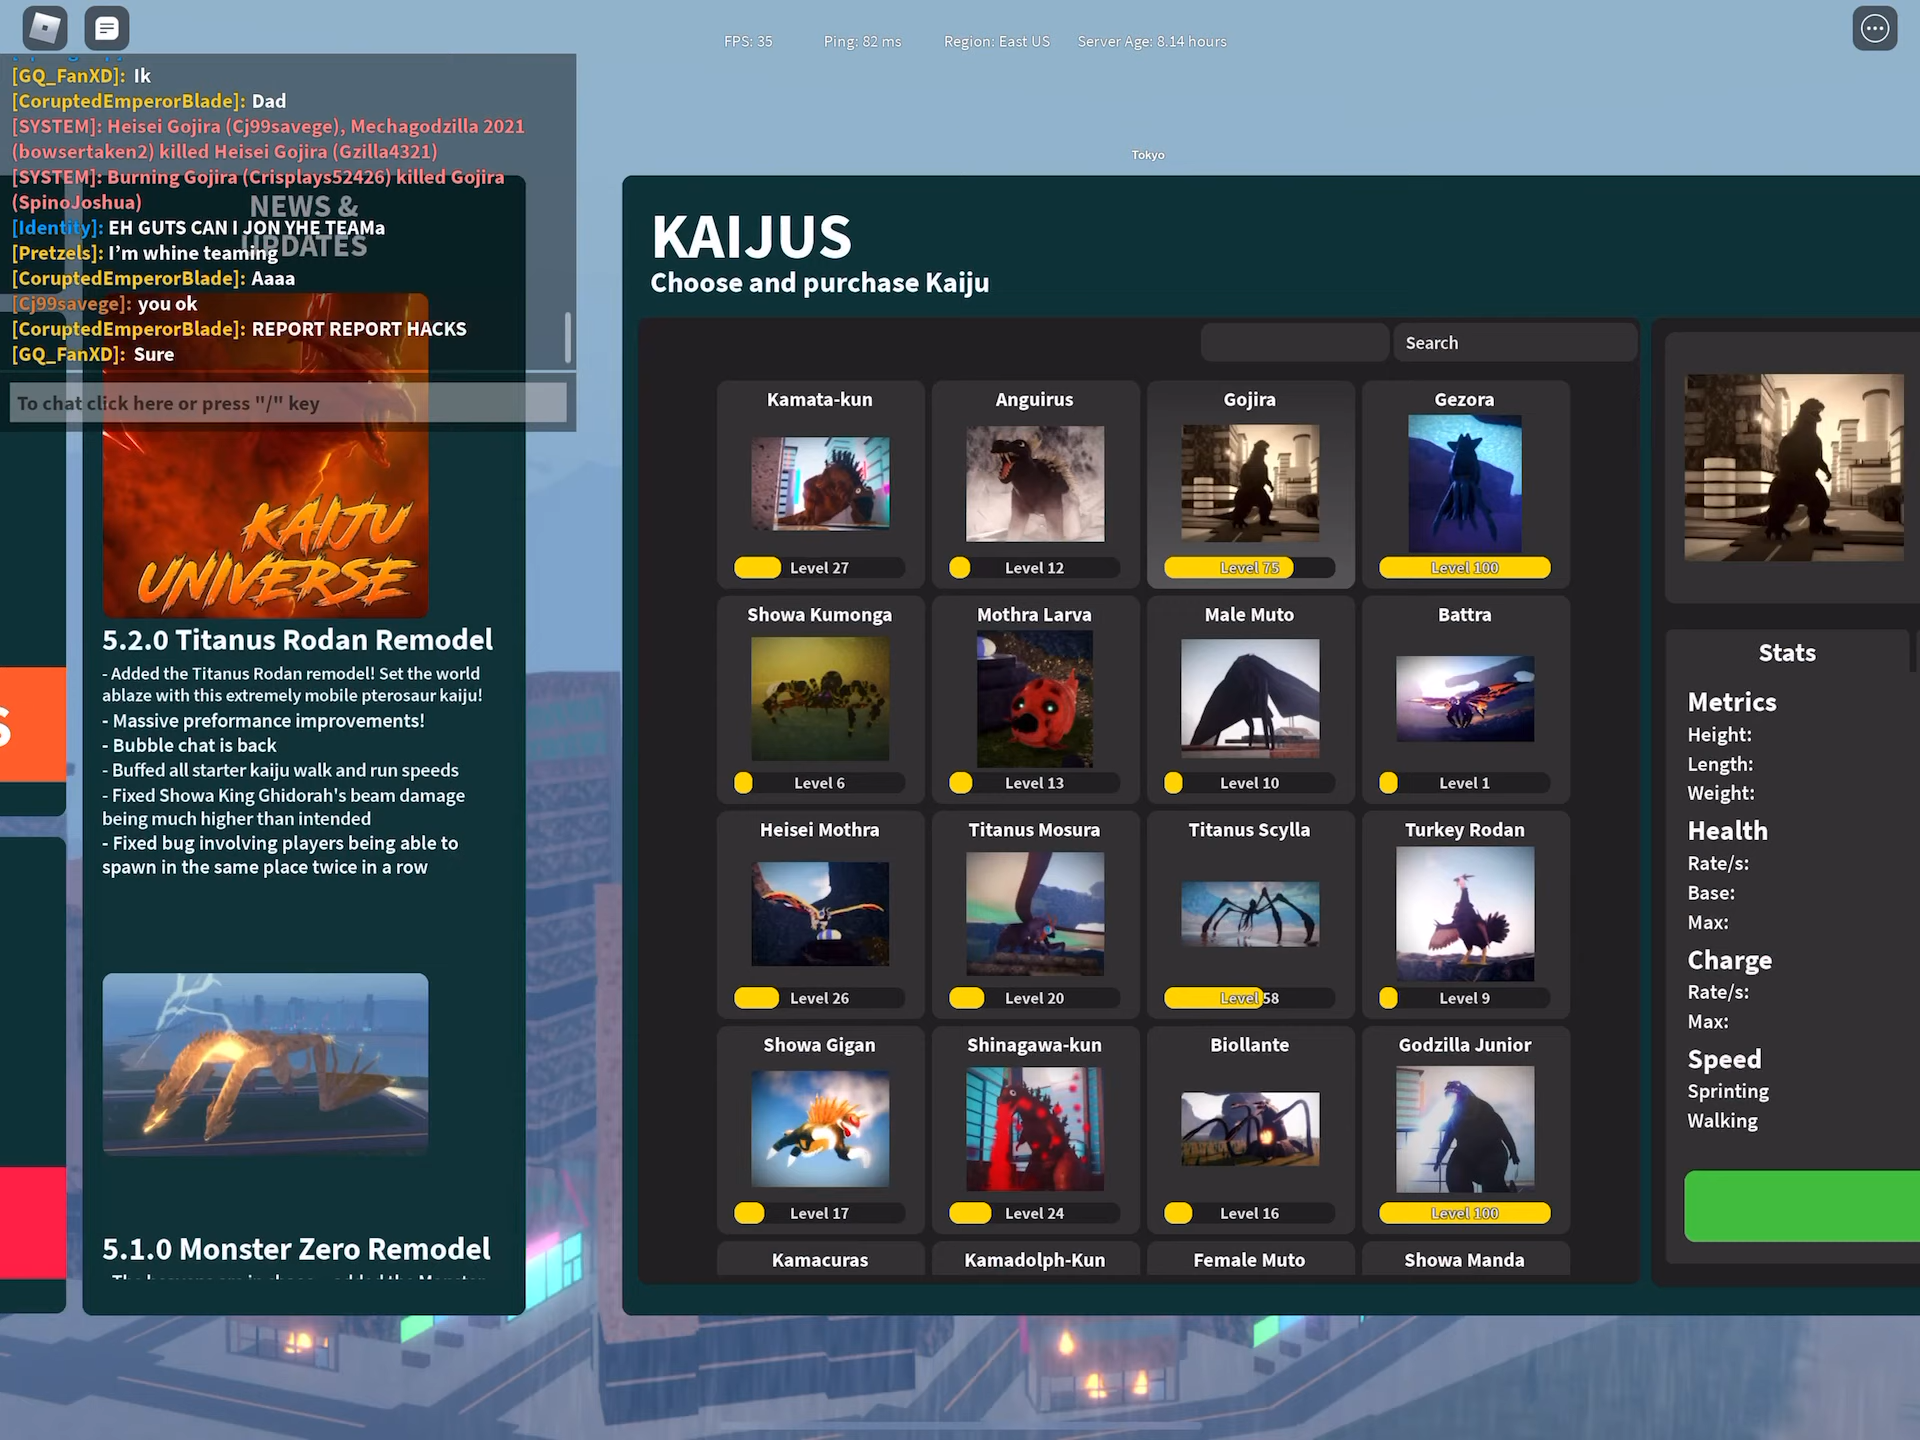 FPS: 35
Ping: 82 ms
Region: East US
Server Age: 8.14 hours
[GQ_FanXD]: Ik
[CoruptedEmperorBlade]: Dad
[SYSTEM]: Heisei Gojira (Cj99savege), Mechagodzilla 2021
(bowsertaken2) killed Heisei Gojira (Gzilla4321)
[SYSTEM]: Burning Gojira (Crisplays52426) killed Gojira
(SpinoJoshua)
[Identity]: EH GUTS CAN I JON YHE TEAMa
[Pretzels]: I'm whine teaming
[CoruptedEmperorBlade]: Aaaa
[Cj99savege]: you ok
[CoruptedEmperorBlade]: REPORT REPORT HACKS
[GQ_FanXD]: Sure
To chat click here or press "/" key
NEWS &
UPDATES
KAIJU
UNIVERSE
5.2.0 Titanus Rodan Remodel
- Added the Titanus Rodan remodel! Set the world
ablaze with this extremely mobile pterosaur kaiju!
- Massive preformance improvements!
- Bubble chat is back
- Buffed all starter kaiju walk and run speeds
- Fixed Showa King Ghidorah's beam damage
being much higher than intended
- Fixed bug involving players being able to
spawn in the same place twice in a row
5.1.0 Monster Zero Remodel
S
Tokyo
KAIJUS
Choose and purchase Kaiju
Search
Kamata-kun
Level 27
Anguirus
Level 12
Gojira
Level 75
Gezora
Level 100
Showa Kumonga
Level 6
Mothra Larva
Level 13
Male Muto
Level 10
Battra
Level 1
Heisei Mothra
Level 26
Titanus Mosura
Level 20
Titanus Scylla
Level 58
Turkey Rodan
Level 9
Showa Gigan
Level 17
Shinagawa-kun
Level 24
Biollante
Level 16
Godzilla Junior
Level 100
Kamacuras
Kamadolph-Kun
Female Muto
Showa Manda
Stats
Metrics
Height:
Length:
Weight:
Health
Rate/s:
Base:
Max:
Charge
Rate/s:
Max:
Speed
Sprinting
Walking